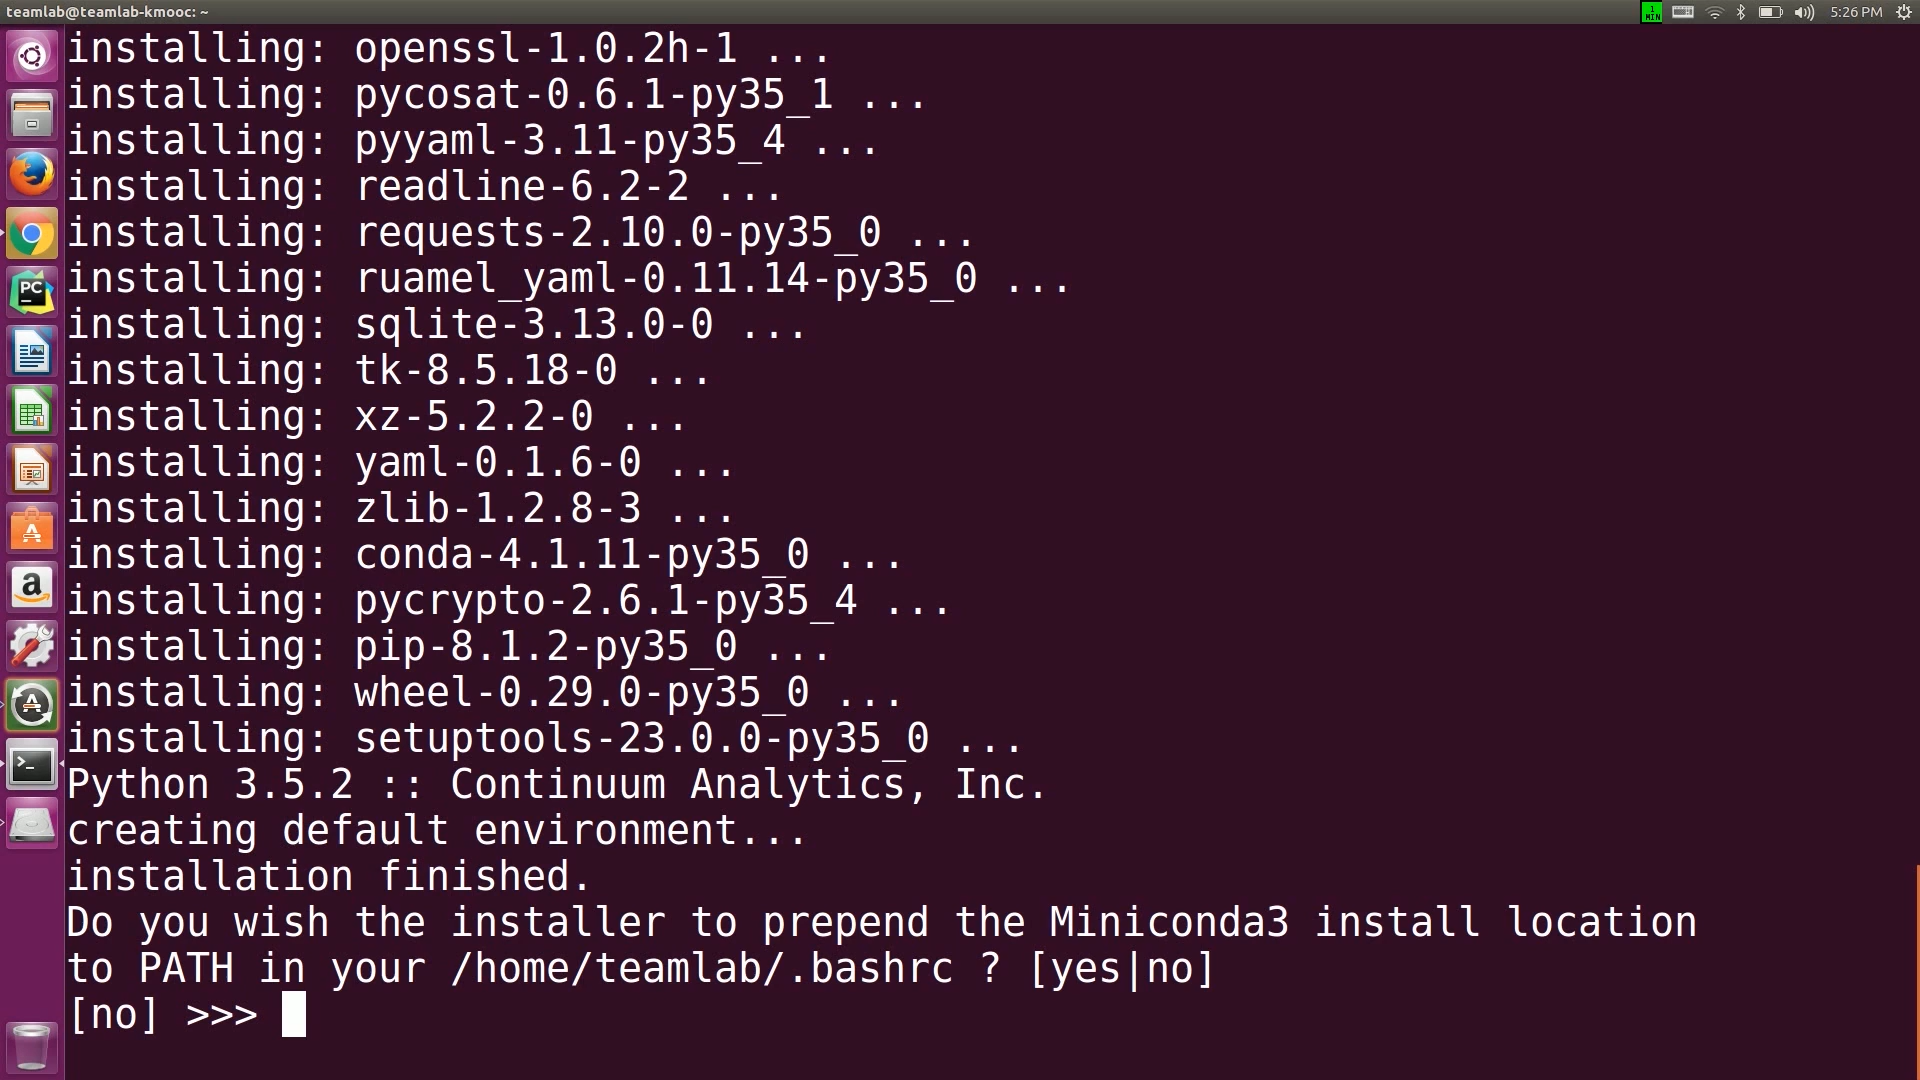 teamlab@teamlab-kmooc: ~
1 MIN
5:26 PM
installing: openssl-1.0.2h-1 ...
installing: pycosat-0.6.1-py35_1 ...
installing: pyyaml-3.11-py35_4 ...
installing: readline-6.2-2 ...
installing: requests-2.10.0-py35_0 ...
installing: ruamel_yaml-0.11.14-py35_0 ...
installing: sqlite-3.13.0-0 ...
installing: tk-8.5.18-0 ...
installing: xz-5.2.2-0 ...
installing: yaml-0.1.6-0 ...
installing: zlib-1.2.8-3 ...
installing: conda-4.1.11-py35_0 ...
installing: pycrypto-2.6.1-py35_4 ...
installing: pip-8.1.2-py35_0 ...
installing: wheel-0.29.0-py35_0 ...
installing: setuptools-23.0.0-py35_0 ...
Python 3.5.2 :: Continuum Analytics, Inc.
creating default environment...
installation finished.
Do you wish the installer to prepend the Miniconda3 install location
to PATH in your /home/teamlab/.bashrc ? [yes|no]
[no] >>>
PC